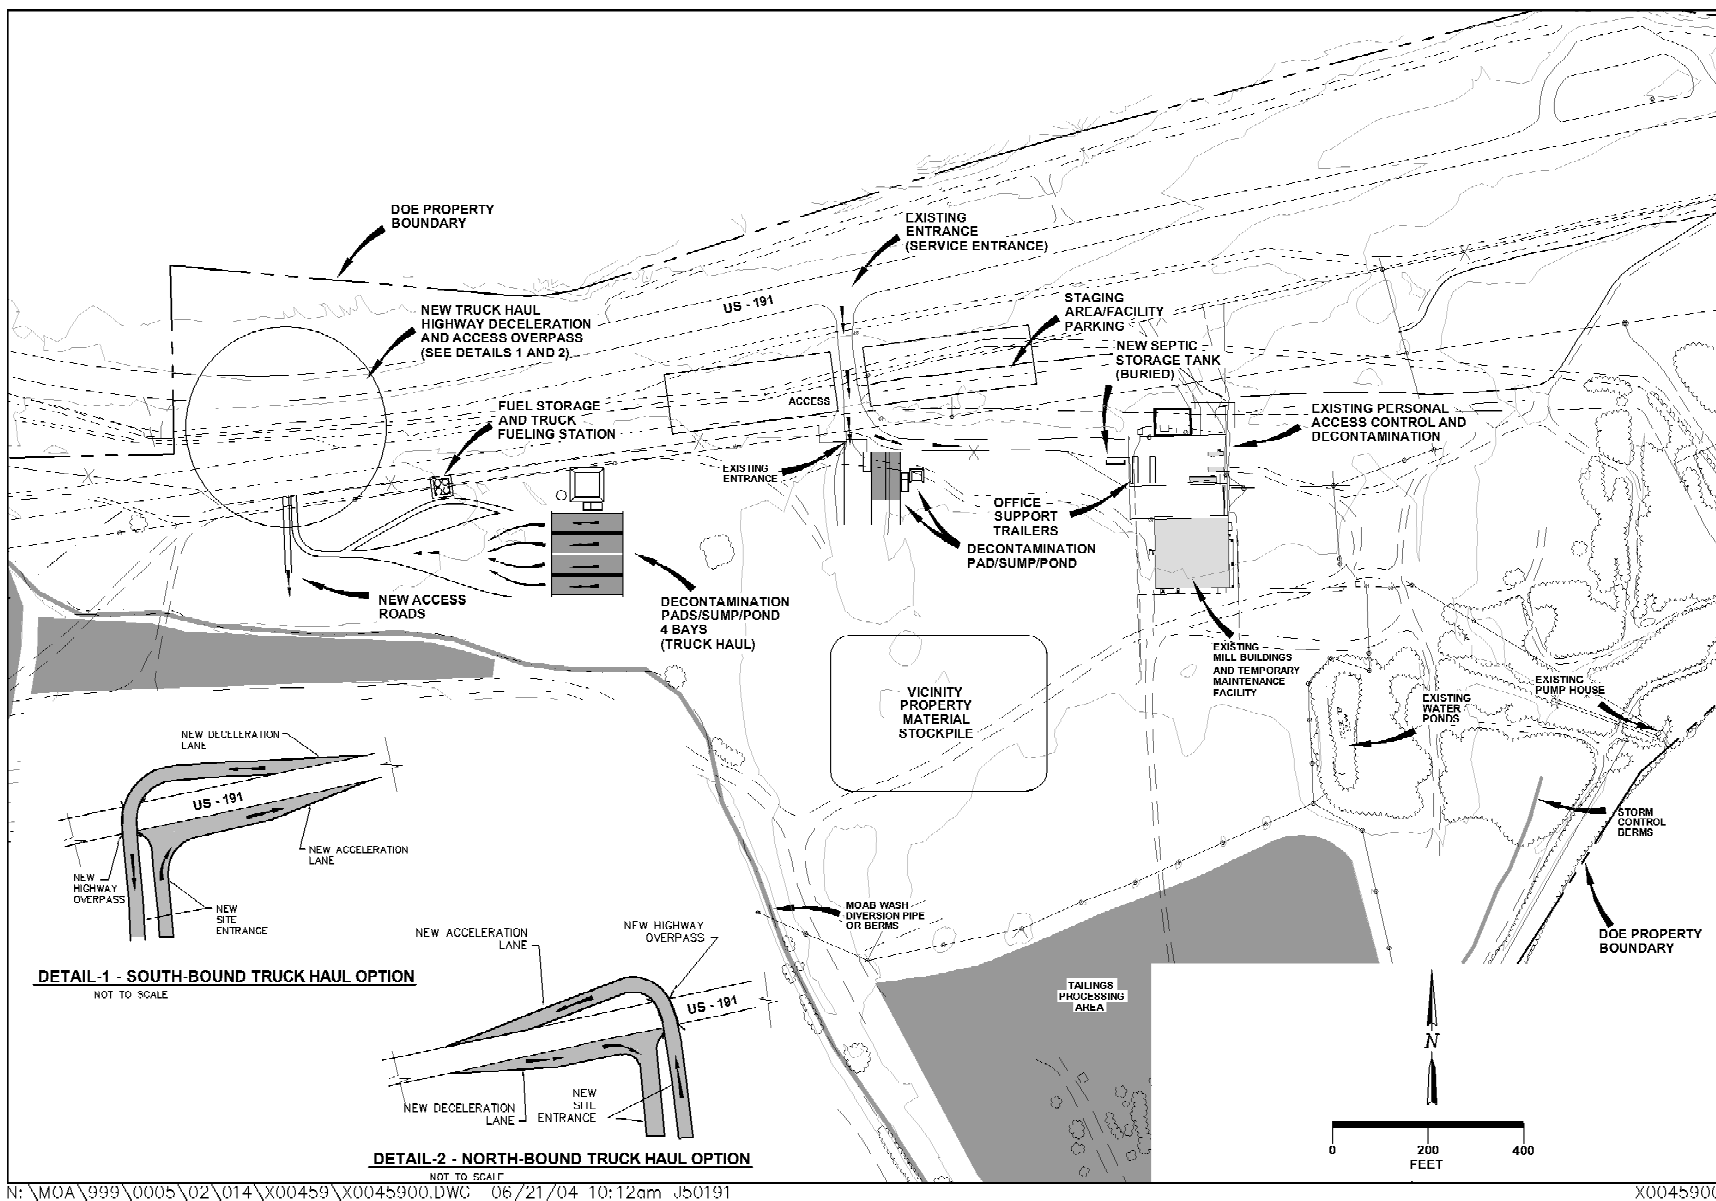 DOE PROPERTY
BOUNDARY
EXISTING
ENTRANCE
(SERVICE ENTRANCE)
US - 191
NEW TRUCK HAUL
HIGHWAY DECELERATION
AND ACCESS OVERPASS
(SEE DETAILS 1 AND 2)
STAGING
AREA/FACILITY
PARKING
NEW SEPTIC
STORAGE TANK
(BURIED)
ACCESS
FUEL STORAGE
AND TRUCK
FUELING STATION
EXISTING PERSONAL
ACCESS CONTROL AND
DECONTAMINATION
EXISTING
ENTRANCE
OFFICE
SUPPORT
TRAILERS
DECONTAMINATION
PAD/SUMP/POND
NEW ACCESS
ROADS
DECONTAMINATION
PADS/SUMP/POND
4 BAYS
(TRUCK HAUL)
EXISTING
MILL BUILDINGS
AND TEMPORARY
MAINTENANCE
FACILITY
VICINITY
PROPERTY
MATERIAL
STOCKPILE
EXISTING
WATER
PONDS
EXISTING
PUMP HOUSE
STORM
CONTROL
BERMS
DOE PROPERTY
BOUNDARY
MOAB WASH
DIVERSION PIPE
OR BERMS
TAILINGS
PROCESSING
AREA
NEW DECELERATION
LANE
US - 191
NEW ACCELERATION
LANE
NEW
HIGHWAY
OVERPASS
NEW
SITE
ENTRANCE
DETAIL-1 - SOUTH-BOUND TRUCK HAUL OPTION
NOT TO SCALE
NEW ACCELERATION
LANE
NEW HIGHWAY
OVERPASS
US - 191
NEW DECELERATION
LANE
NEW
SITE
ENTRANCE
DETAIL-2 - NORTH-BOUND TRUCK HAUL OPTION
NOT TO SCALE
N
0 200 400
FEET
N: \MOA\999\0005\02\014\X00459\X0045900.DWG 06/21/04 10:12am J50191
X0045900